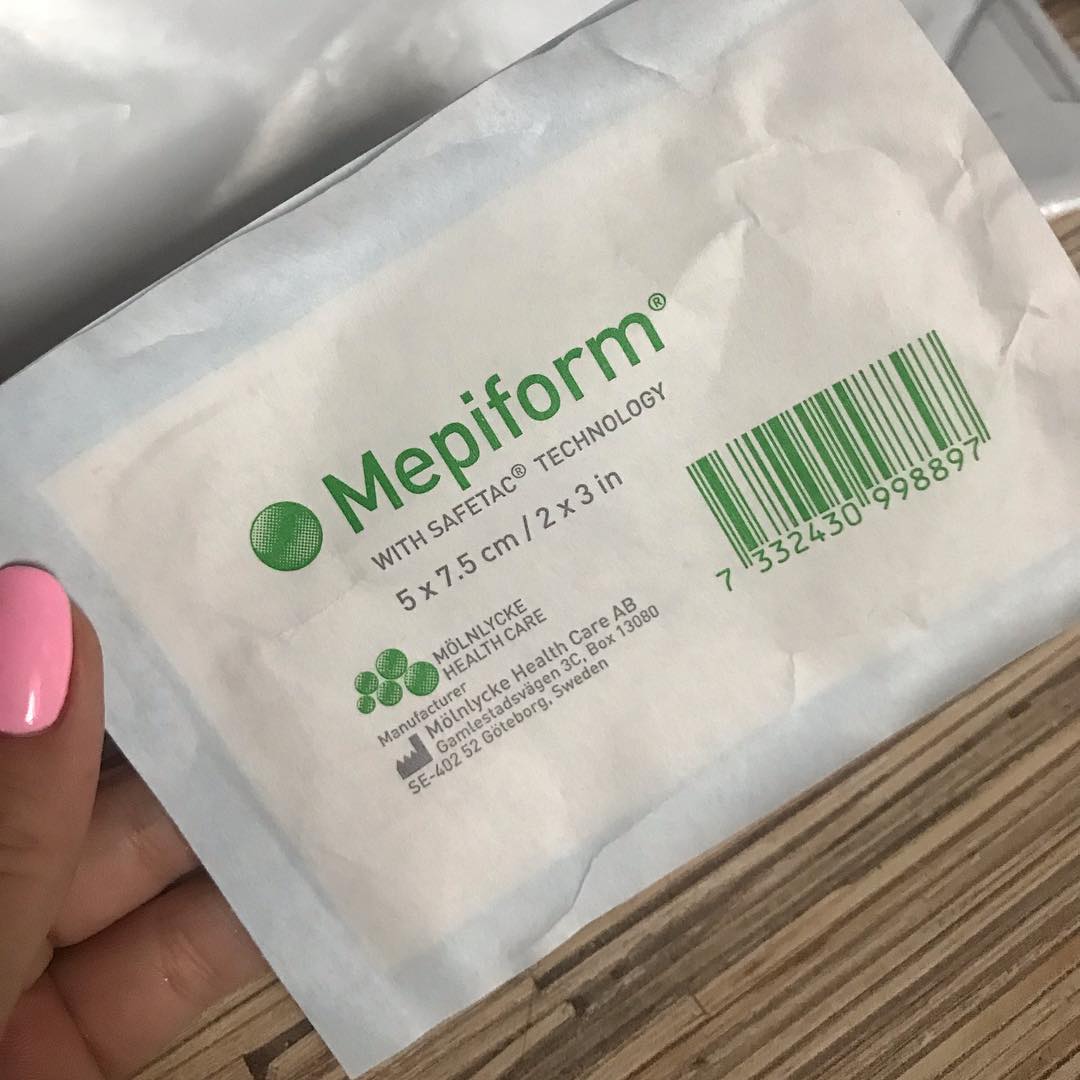 Mepiform®
WITH SAFETAC® TECHNOLOGY
5 x 7.5 cm / 2 x 3 in
7 332430 998897
MÖLNLYCKE
HEALTH CARE
Manufacturer
Mölnlycke Health Care AB
Gamlestadsvägen 3C, Box 13080
SE-402 52 Göteborg, Sweden